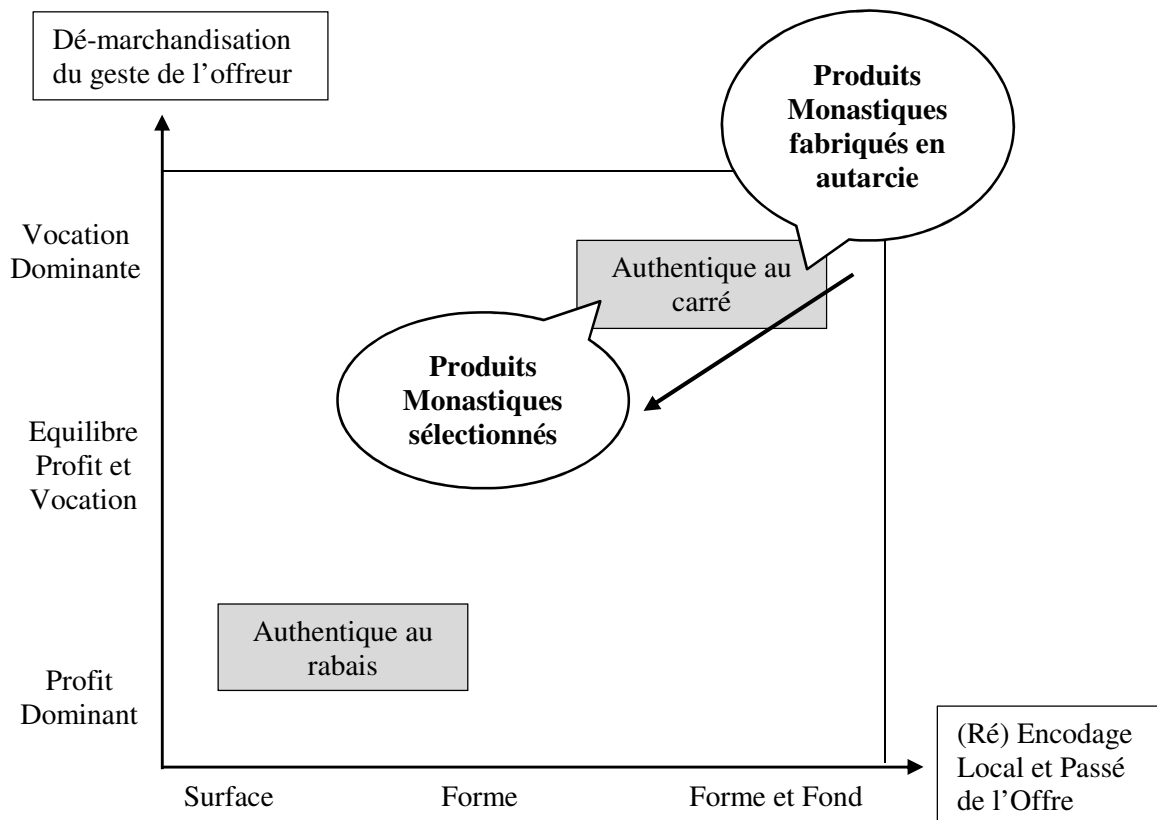 Dé-marchandisation
du geste de l'offreur
Produits
Monastiques
fabriqués en
autarcie
Vocation
Dominante
Authentique au
carré
Produits
Monastiques
sélectionnés
Equilibre
Profit et
Vocation
Authentique au
rabais
Profit
Dominant
(Ré) Encodage
Local et Passé
de l'Offre
Surface
Forme
Forme et Fond